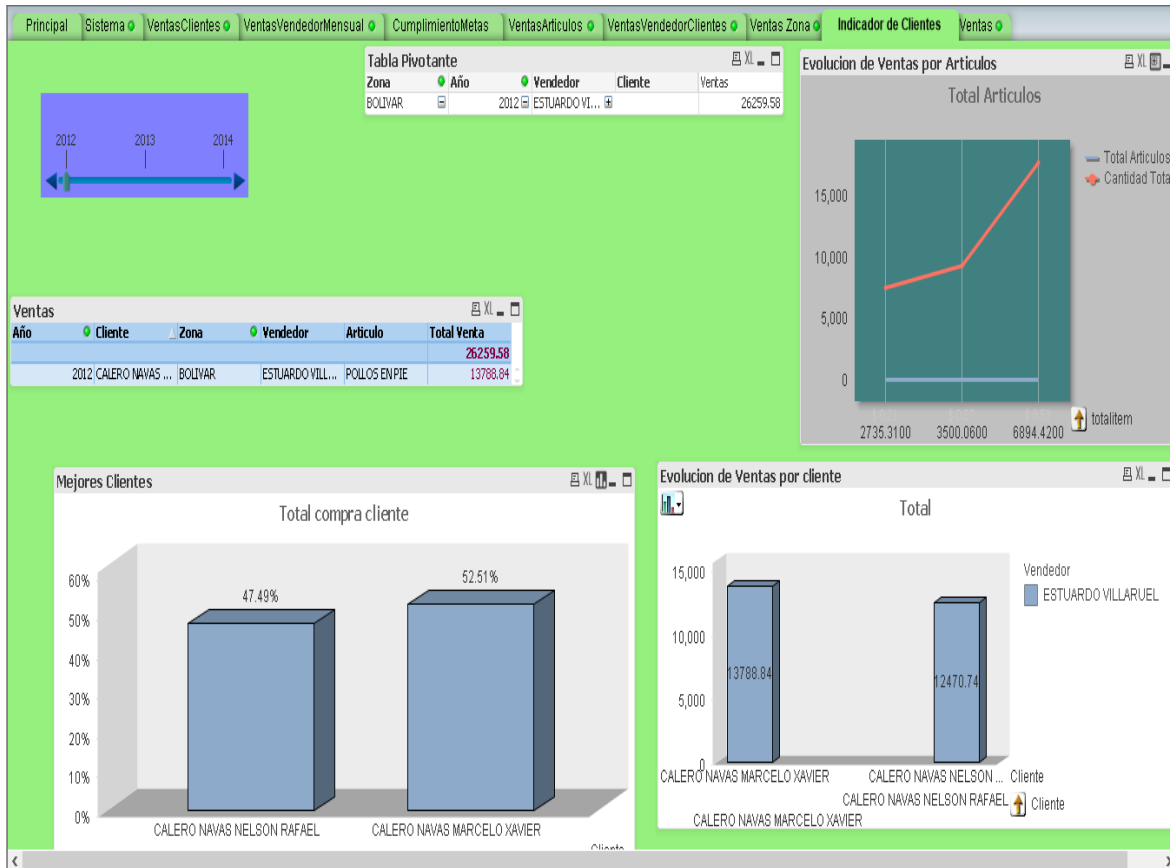 Principal Sistema VentasClientes VentasVendedorMensual CumplimientoMetas VentasArticulos VentasVendedorClientes Ventas Zona Indicador de Clientes Ventas
Tabla Pivotante XL
Zona Año Vendedor Cliente Ventas
BOLIVAR 2012 ESTUARDO VI... 26259.58
2012 2013 2014
Evolucion de Ventas por Articulos XL
Total Articulos
Total Articulos
Cantidad Tota
15,000
10,000
5,000
0
2735.3100 3500.0600 6894.4200
totalitem
Ventas XL
Año Cliente Zona Vendedor Articulo Total Venta
26259.58
2012 CALERO NAVAS ... BOLIVAR ESTUARDO VILL... POLLOS EN PIE 13788.84
Mejores Clientes XL
Total compra cliente
60%
50%
40%
30%
20%
10%
0%
47.49% 52.51%
CALERO NAVAS NELSON RAFAEL CALERO NAVAS MARCELO XAVIER
Cliente
Evolucion de Ventas por cliente XL
Total
15,000
10,000
5,000
0
13788.84 12470.74
Vendedor
ESTUARDO VILLARUEL
CALERO NAVAS MARCELO XAVIER CALERO NAVAS NELSON ... Cliente
CALERO NAVAS NELSON RAFAEL Cliente
CALERO NAVAS MARCELO XAVIER